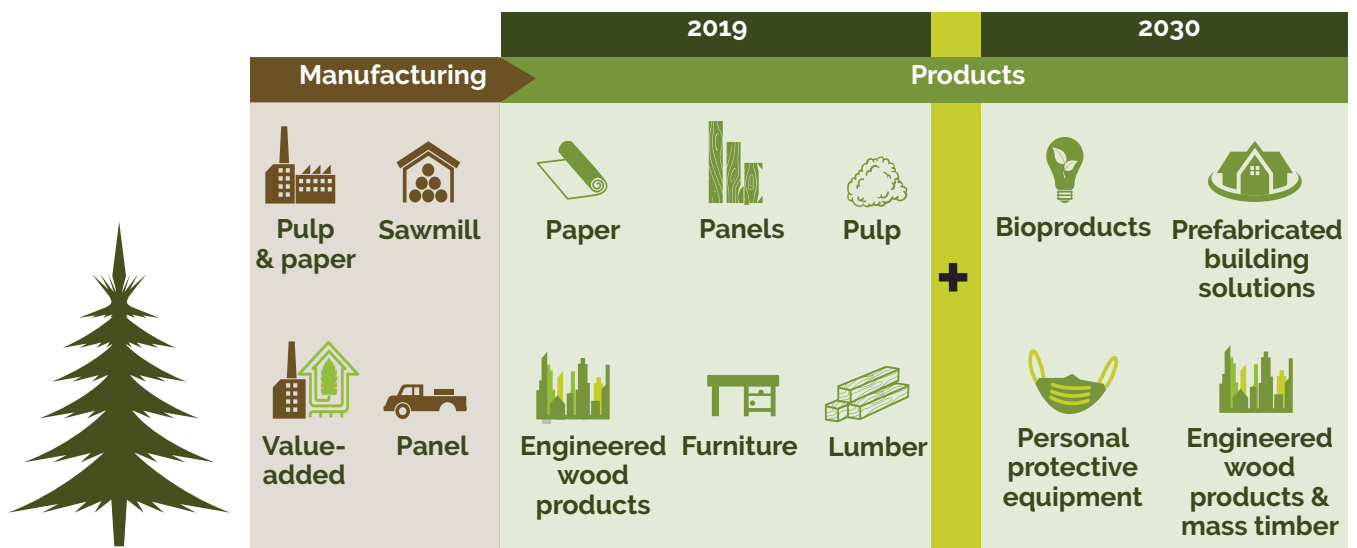 2019
2030
Manufacturing
Products
Pulp
& paper
Sawmill
Paper
Panels
Pulp
+
Bioproducts
Prefabricated
building
solutions
Value-
added
Panel
Engineered
wood
products
Furniture
Lumber
Personal
protective
equipment
Engineered
wood
products &
mass timber